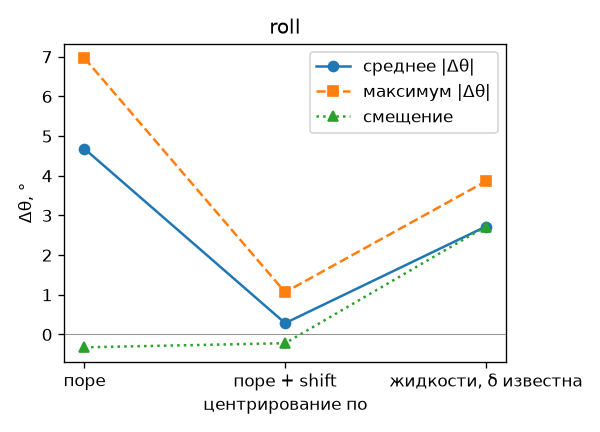 roll
среднее |Δθ|
максимум |Δθ|
смещение
Δθ, °
7
6
5
4
3
2
1
0
поре
поре + shift
жидкости, δ известна
центрирование по